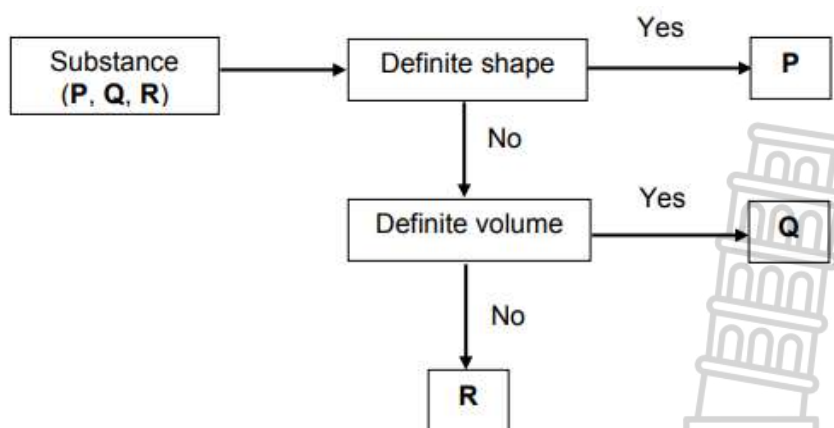 Substance
(P, Q, R)
Definite shape
Yes
P
No
Definite volume
Yes
Q
No
R